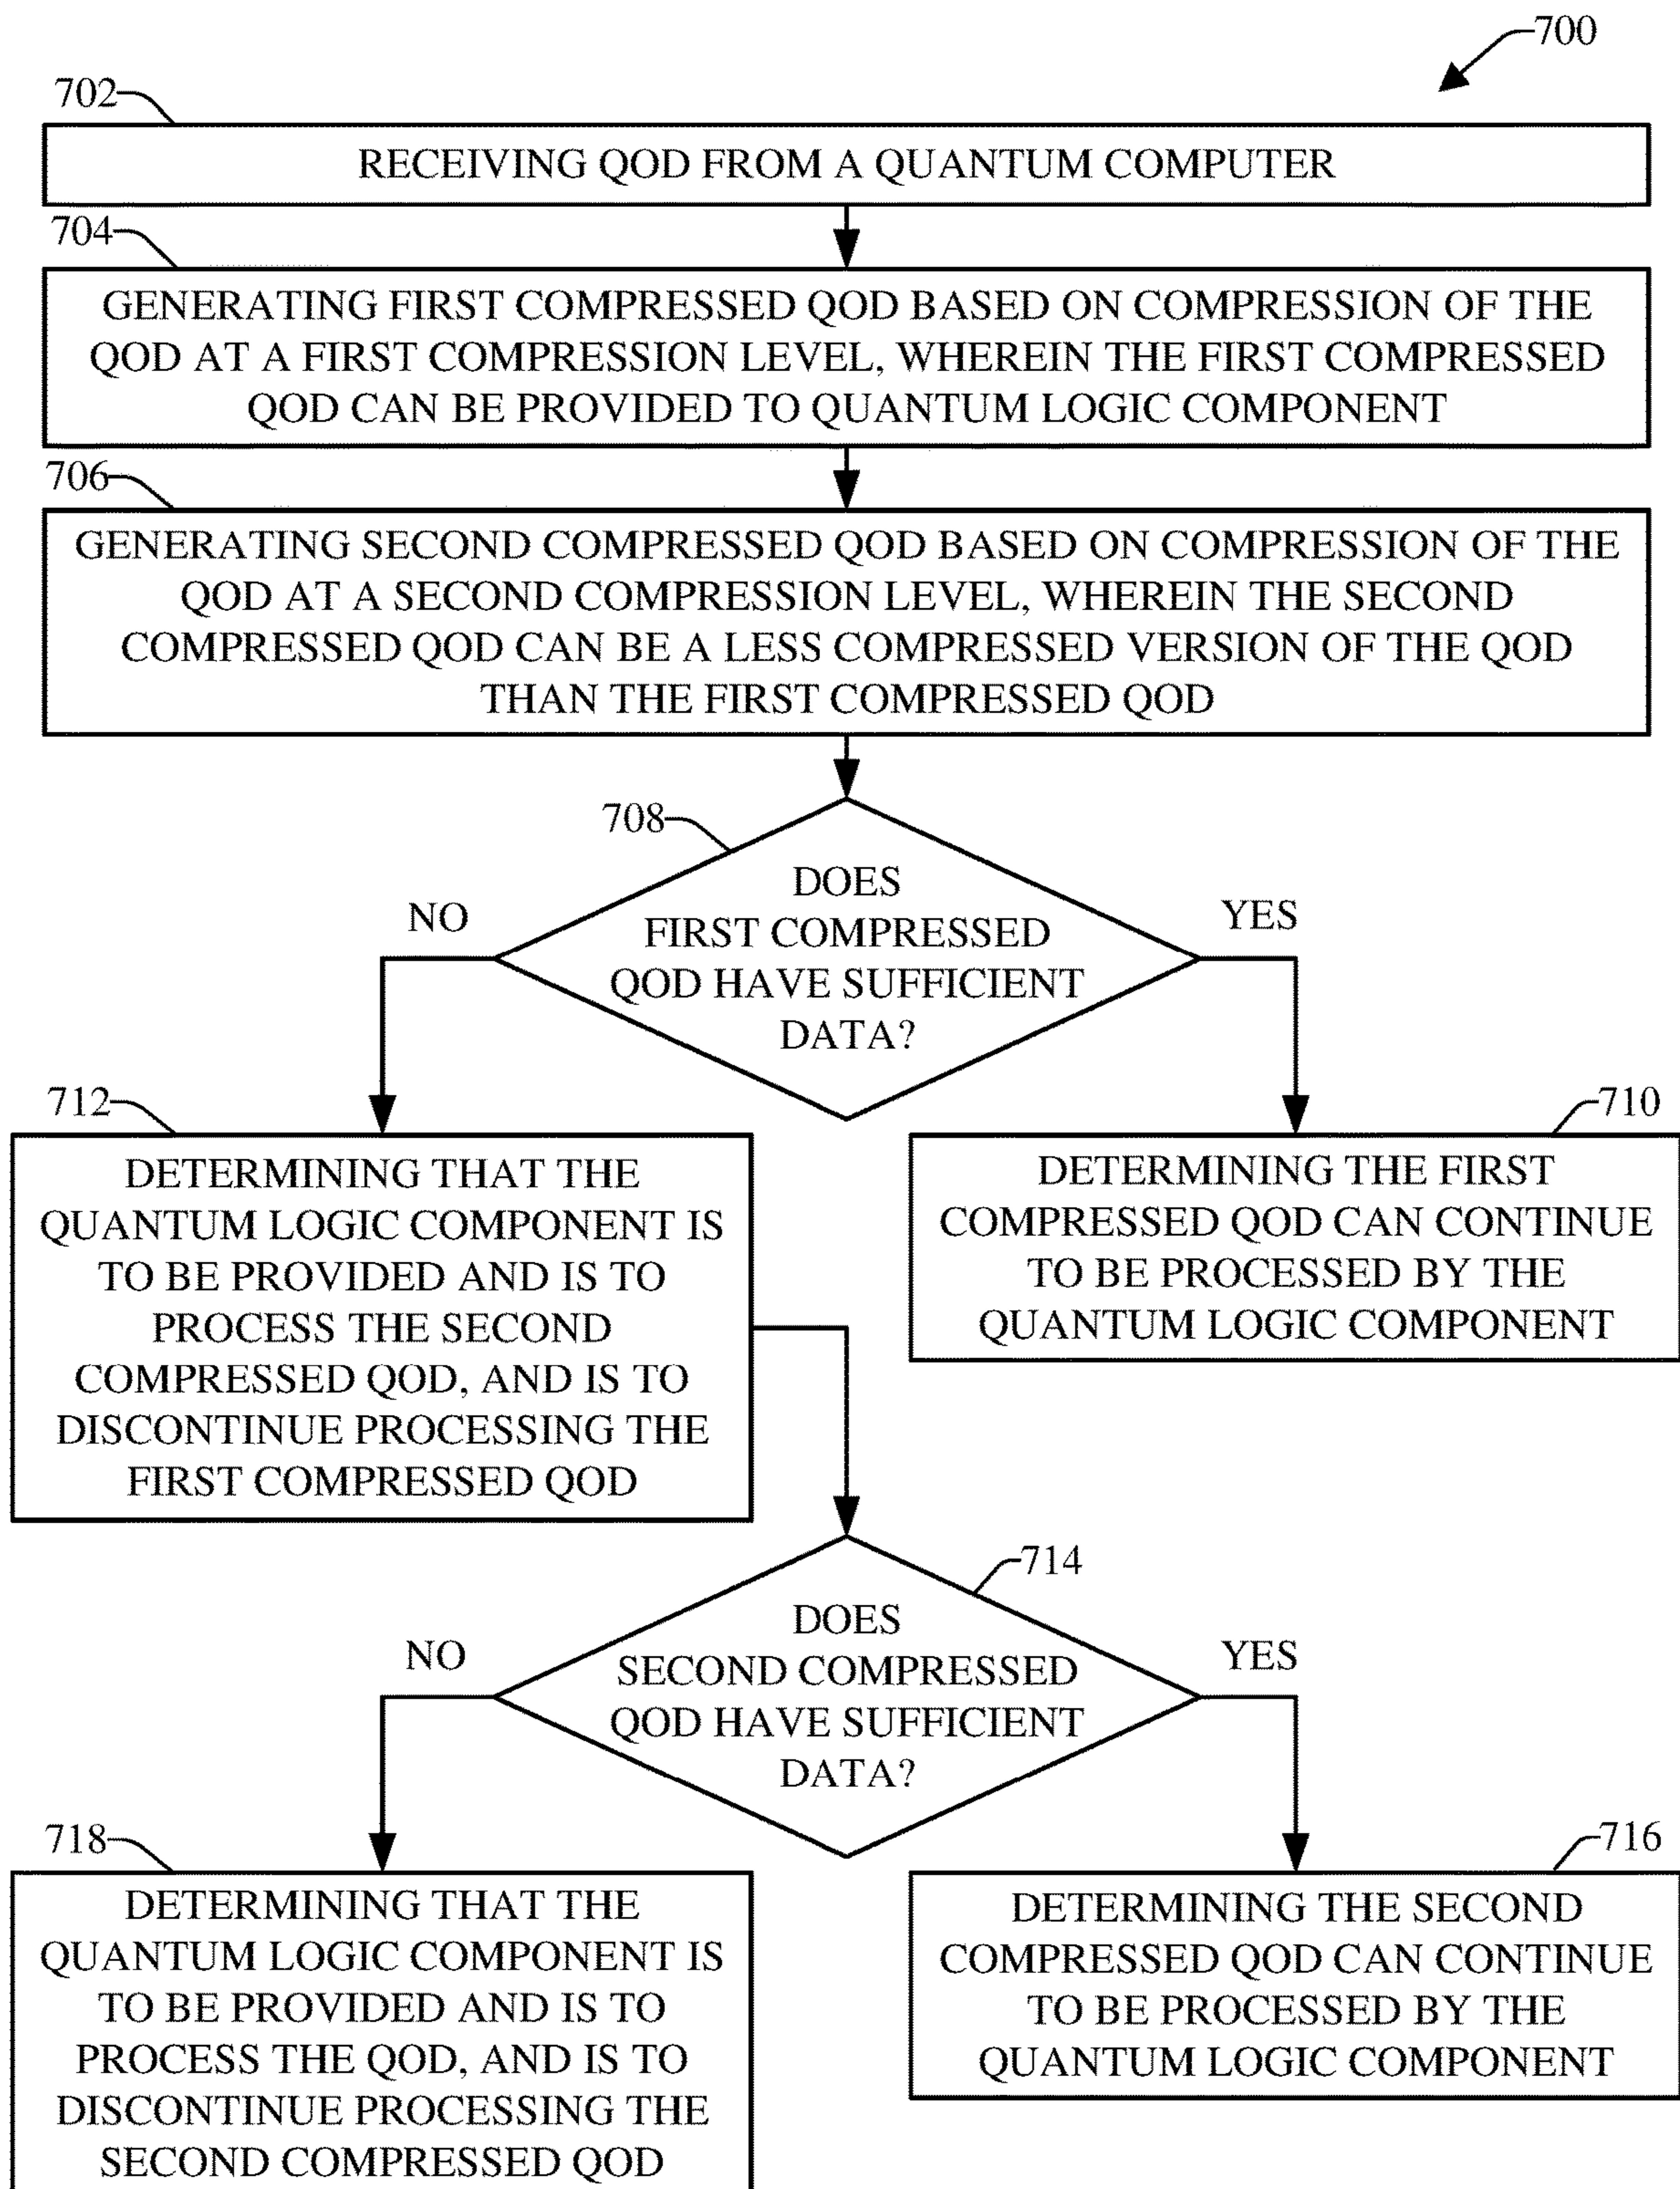 700
702
RECEIVING QOD FROM A QUANTUM COMPUTER
704
GENERATING FIRST COMPRESSED QOD BASED ON COMPRESSION OF THE
QOD AT A FIRST COMPRESSION LEVEL, WHEREIN THE FIRST COMPRESSED
QOD CAN BE PROVIDED TO QUANTUM LOGIC COMPONENT
706
GENERATING SECOND COMPRESSED QOD BASED ON COMPRESSION OF THE
QOD AT A SECOND COMPRESSION LEVEL, WHEREIN THE SECOND
COMPRESSED QOD CAN BE A LESS COMPRESSED VERSION OF THE QOD
THAN THE FIRST COMPRESSED QOD
708
DOES
FIRST COMPRESSED
QOD HAVE SUFFICIENT
DATA?
NO
YES
712
DETERMINING THAT THE
QUANTUM LOGIC COMPONENT IS
TO BE PROVIDED AND IS TO
PROCESS THE SECOND
COMPRESSED QOD, AND IS TO
DISCONTINUE PROCESSING THE
FIRST COMPRESSED QOD
710
DETERMINING THE FIRST
COMPRESSED QOD CAN CONTINUE
TO BE PROCESSED BY THE
QUANTUM LOGIC COMPONENT
714
DOES
SECOND COMPRESSED
QOD HAVE SUFFICIENT
DATA?
NO
YES
718
DETERMINING THAT THE
QUANTUM LOGIC COMPONENT IS
TO BE PROVIDED AND IS TO
PROCESS THE QOD, AND IS TO
DISCONTINUE PROCESSING THE
SECOND COMPRESSED QOD
716
DETERMINING THE SECOND
COMPRESSED QOD CAN CONTINUE
TO BE PROCESSED BY THE
QUANTUM LOGIC COMPONENT